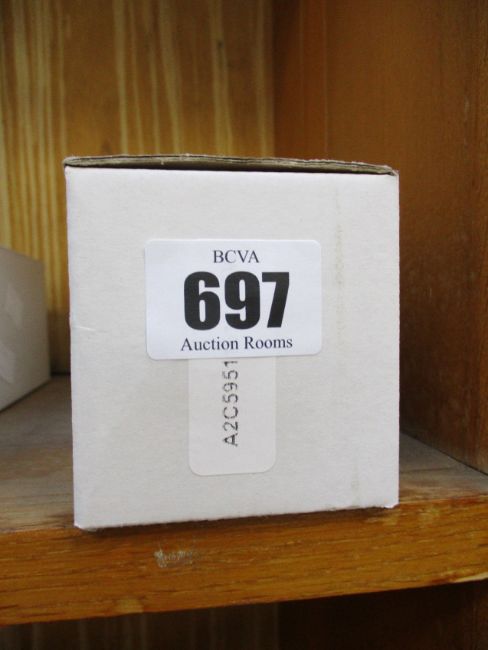 BCVA
697
Auction Rooms
A2C5951